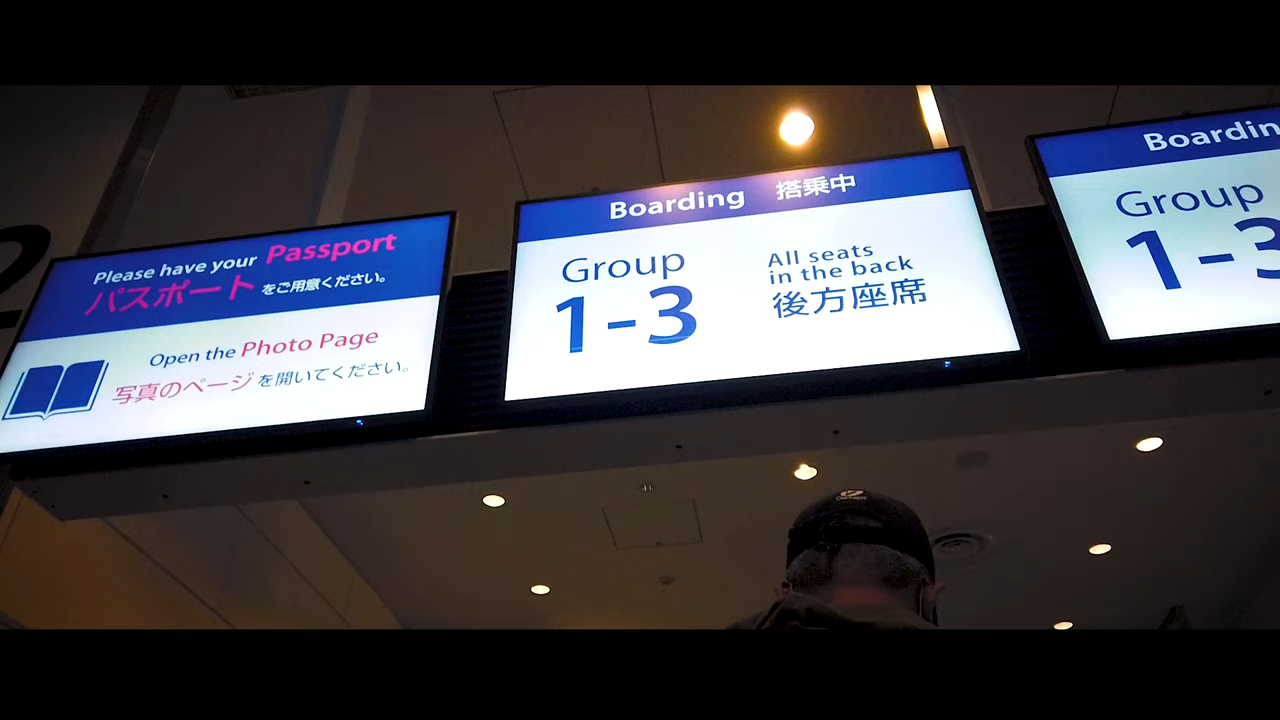 Please have your Passport
パスポート をご用意ください。
Open the Photo Page
写真のページ を開いてください。
Boarding 搭乗中
Group
1-3
All seats
in the back
後方座席
Boardin
Group
1-3
2